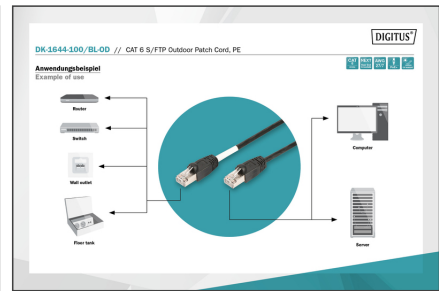 DIGITUS®
DK-1644-100/BL-OD // CAT 6 S/FTP Outdoor Patch Cord, PE
Anwendungsbeispiel
Example of use
Router
Switch
Wall outlet
Floor tank
Computer
Server